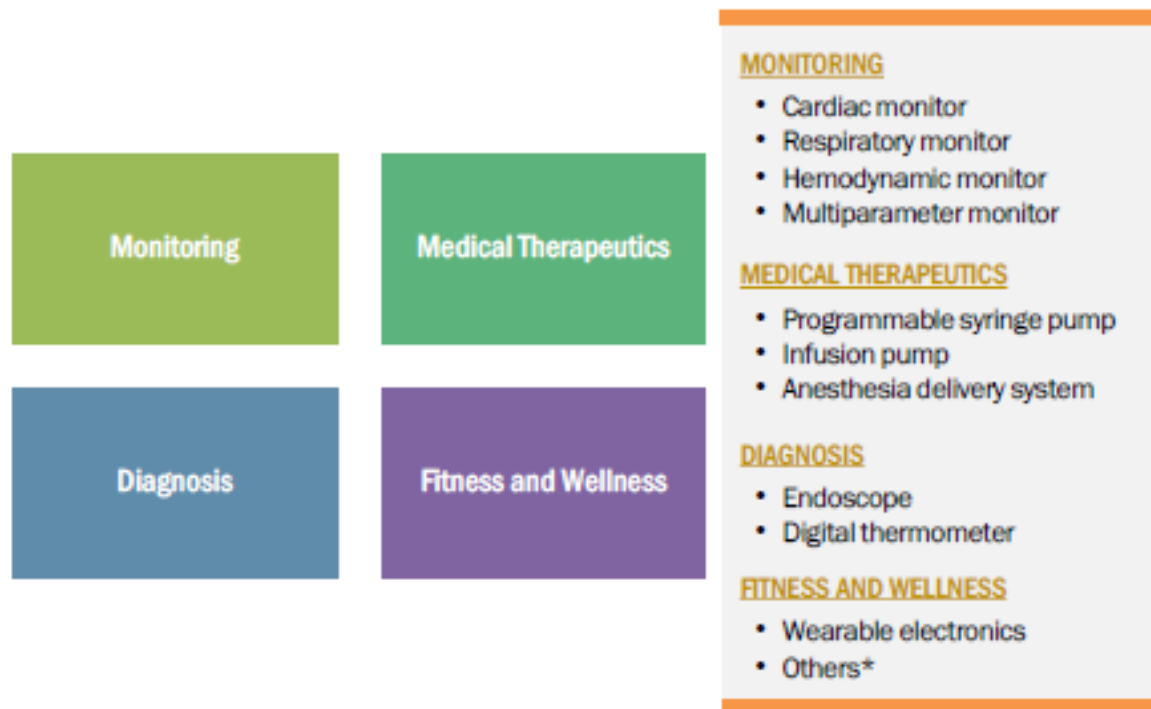 Monitoring
Medical Therapeutics
Diagnosis
Fitness and Wellness
MONITORING
• Cardiac monitor
• Respiratory monitor
• Hemodynamic monitor
• Multiparameter monitor
MEDICAL THERAPEUTICS
• Programmable syringe pump
• Infusion pump
• Anesthesia delivery system
DIAGNOSIS
• Endoscope
• Digital thermometer
FITNESS AND WELLNESS
• Wearable electronics
• Others*